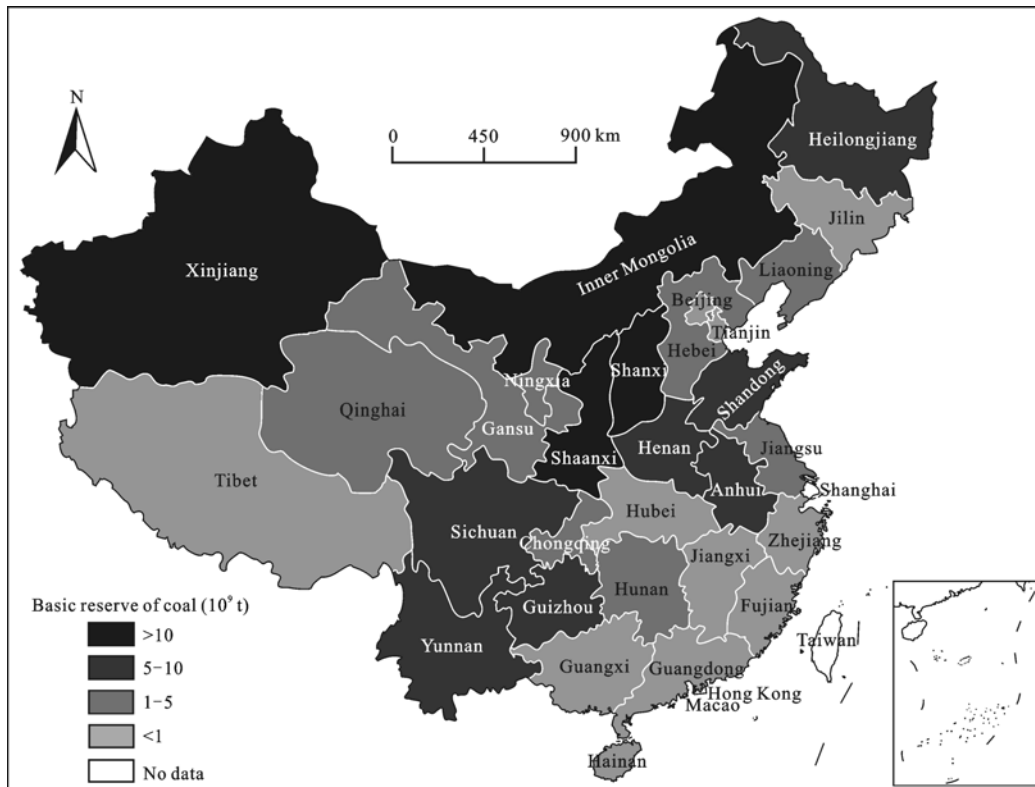 N
0 450 900 km
Heilongjiang
Jilin
Xinjiang
Inner Mongolia
Liaoning
Beijing
Tianjin
Hebei
Shanxi
Ningxia
Shandong
Qinghai
Gansu
Henan
Jiangsu
Shaanxi
Tibet
Anhui
Shanghai
Hubei
Sichuan
Chongqing
Zhejiang
Jiangxi
Hunan
Guizhou
Fujian
Yunnan
Taiwan
Guangxi
Guangdong
Hong Kong
Macao
Hainan
Basic reserve of coal (10⁹ t)
>10
5-10
1-5
<1
No data